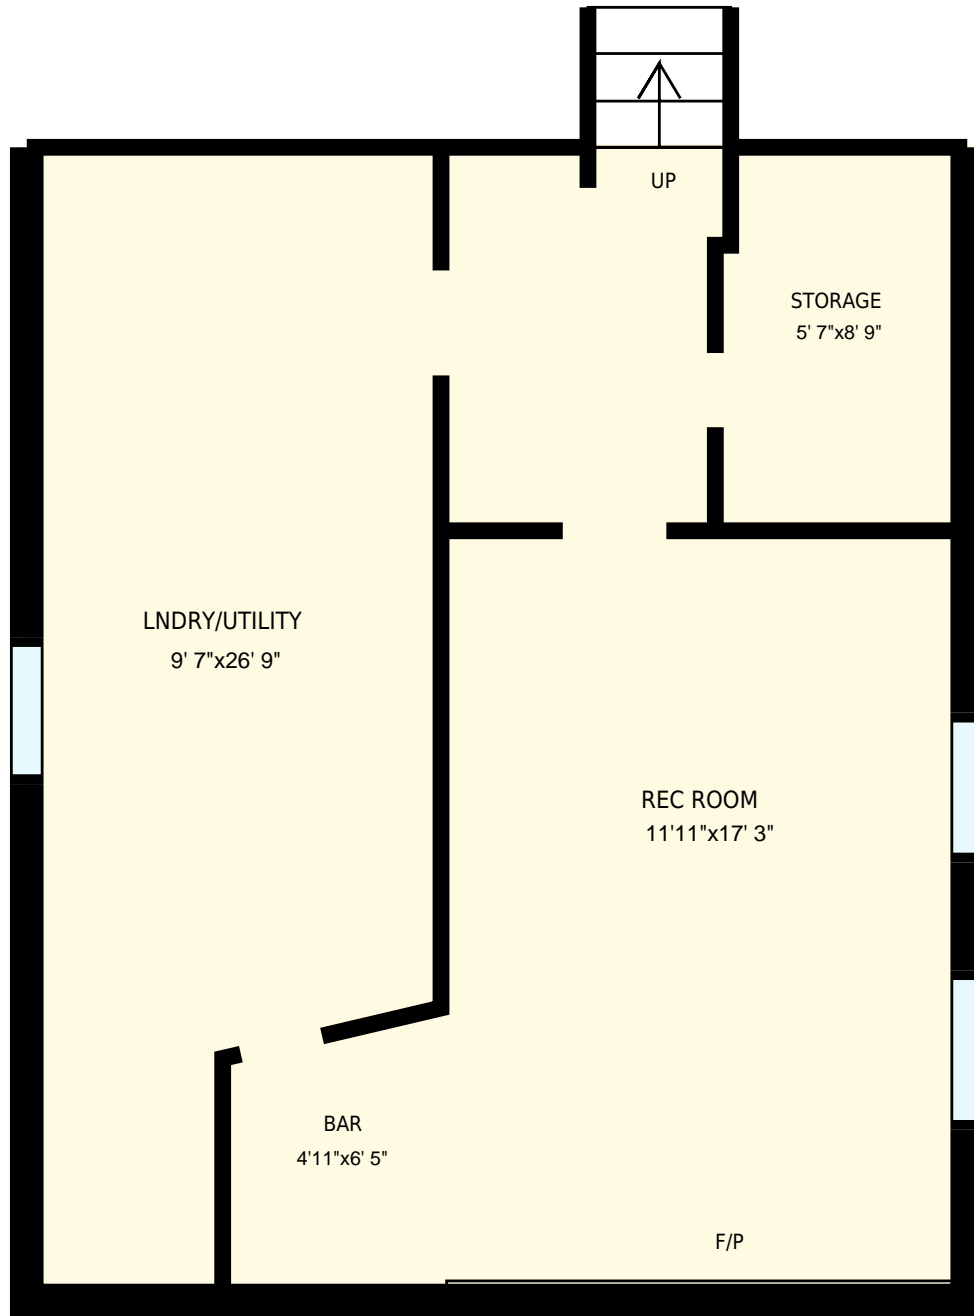 UP
STORAGE
5' 7"x8' 9"
LNDRY/UTILITY
9' 7"x26' 9"
REC ROOM
11'11"x17' 3"
BAR
4'11"x6' 5"
F/P